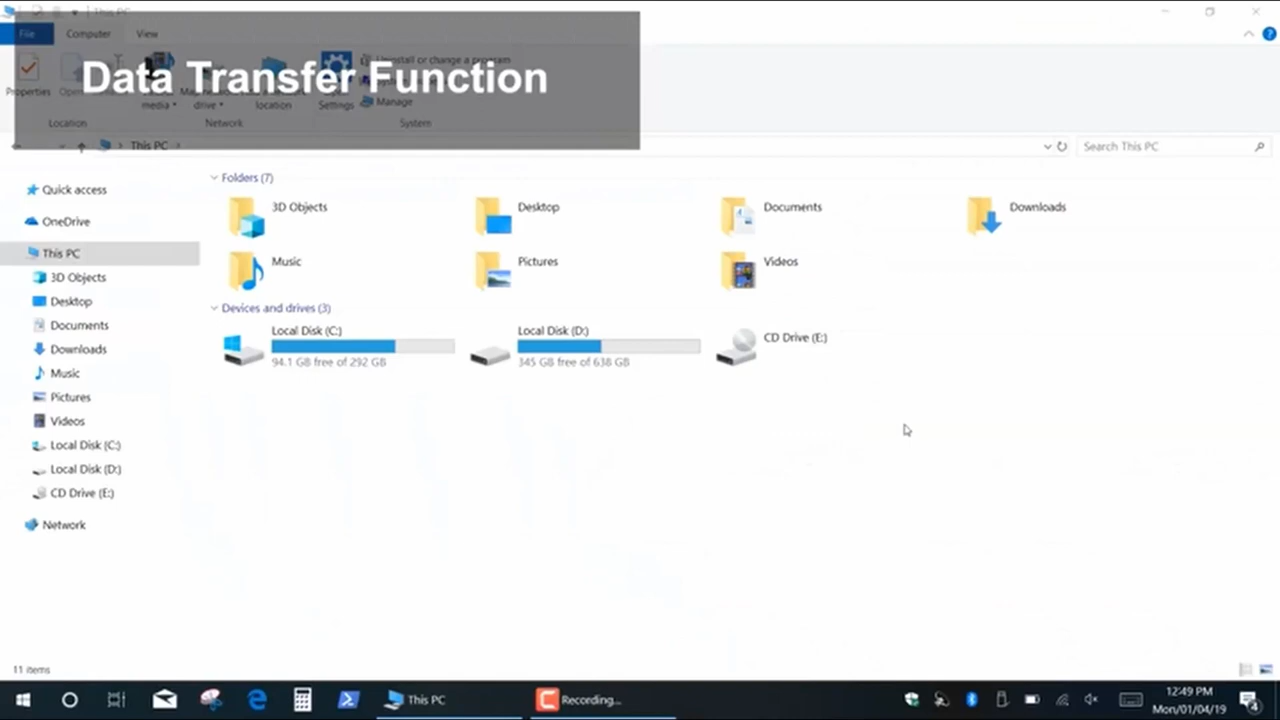 This PC
File
Computer
View
Data Transfer Function
Uninstall or change a program
Properties
media
drive
location
Settings
Manage
Location
Network
System
This PC
Search This PC
Quick access
OneDrive
This PC
3D Objects
Desktop
Documents
Downloads
Music
Pictures
Videos
Local Disk (C:)
Local Disk (D:)
CD Drive (E:)
Network
Folders (7)
3D Objects
Desktop
Documents
Downloads
Music
Pictures
Videos
Devices and drives (3)
Local Disk (C:)
94.1 GB free of 292 GB
Local Disk (D:)
345 GB free of 638 GB
CD Drive (E:)
11 items
This PC
Recording...
12:49 PM
Mon/01/04/19
4